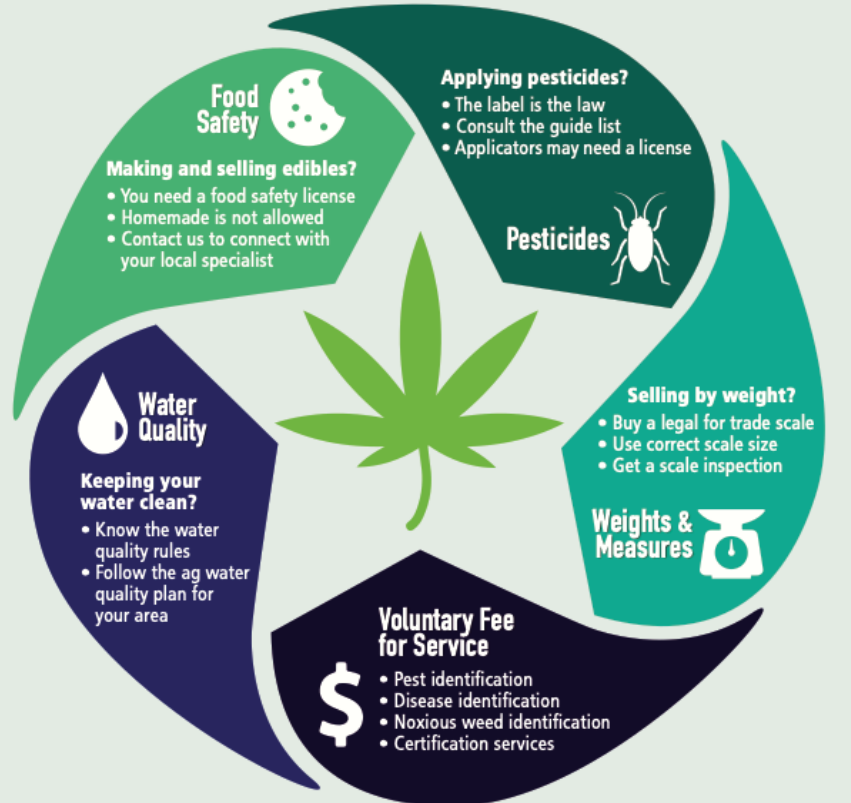 Food
Safety
Making and selling edibles?
• You need a food safety license
• Homemade is not allowed
• Contact us to connect with
your local specialist
Applying pesticides?
• The label is the law
• Consult the guide list
• Applicators may need a license
Pesticides
Selling by weight?
• Buy a legal for trade scale
• Use correct scale size
• Get a scale inspection
Weights &
Measures
Voluntary Fee
for Service
$
• Pest identification
• Disease identification
• Noxious weed identification
• Certification services
Water
Quality
Keeping your
water clean?
• Know the water
quality rules
• Follow the ag water
quality plan for
your area